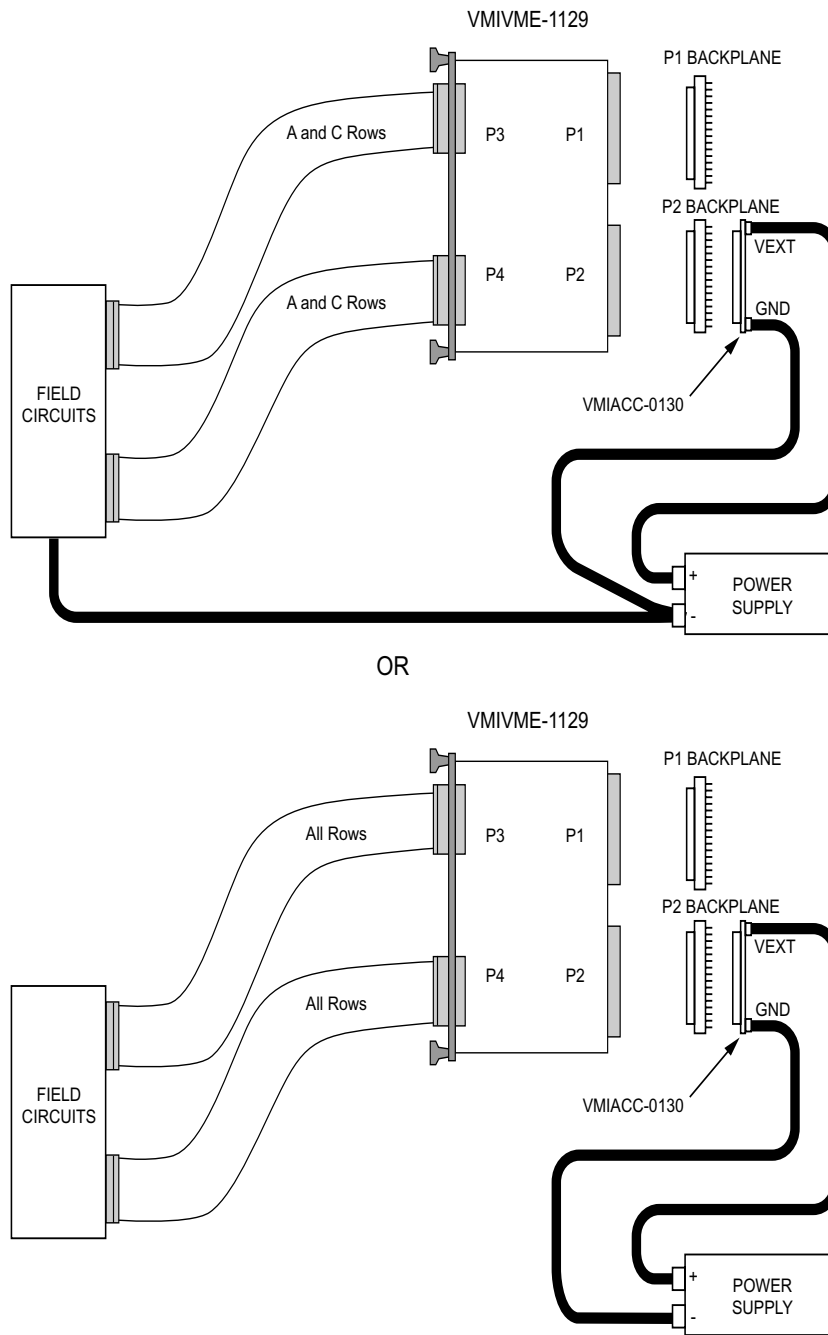 VMIVME-1129
P1 BACKPLANE
A and C Rows
P3
P1
P2 BACKPLANE
VEXT
P4
P2
A and C Rows
GND
FIELD
CIRCUITS
VMIACC-0130
+
POWER
SUPPLY
-
OR
VMIVME-1129
P1 BACKPLANE
All Rows
P3
P1
P2 BACKPLANE
VEXT
P4
P2
All Rows
GND
FIELD
CIRCUITS
VMIACC-0130
+
POWER
SUPPLY
-